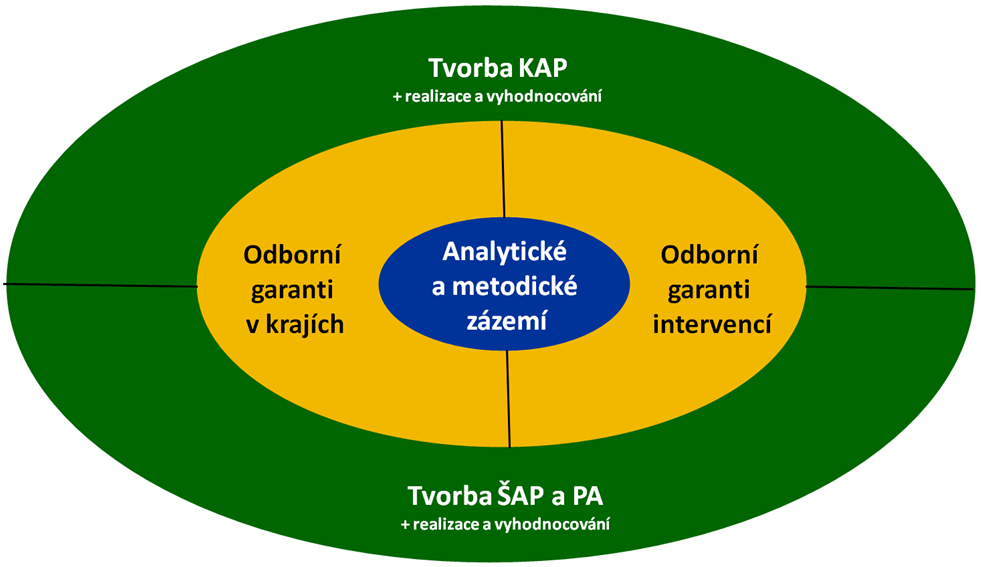 Tvorba KAP
+ realizace a vyhodnocování
Odborní
garanti
v krajích
Analytické
a metodické
zázemí
Odborní
garanti
intervencí
Tvorba ŠAP a PA
+ realizace a vyhodnocování